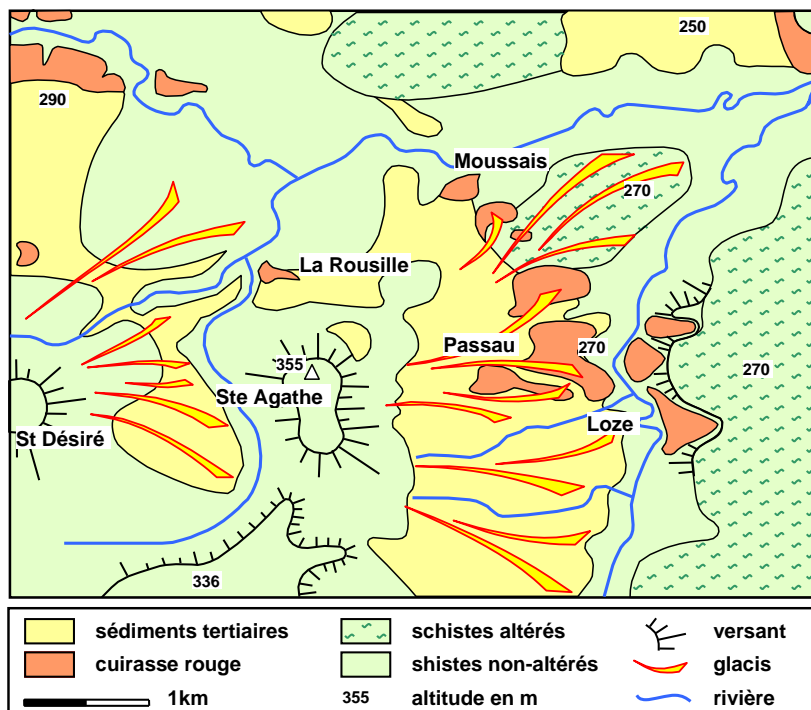 250
290
Moussais
270
La Rousille
355
Passau
270
270
Ste Agathe
St Désiré
Loze
336
sédiments tertiaires
schistes altérés
versant
cuirasse rouge
shistes non-altérés
glacis
1km
355
altitude en m
rivière